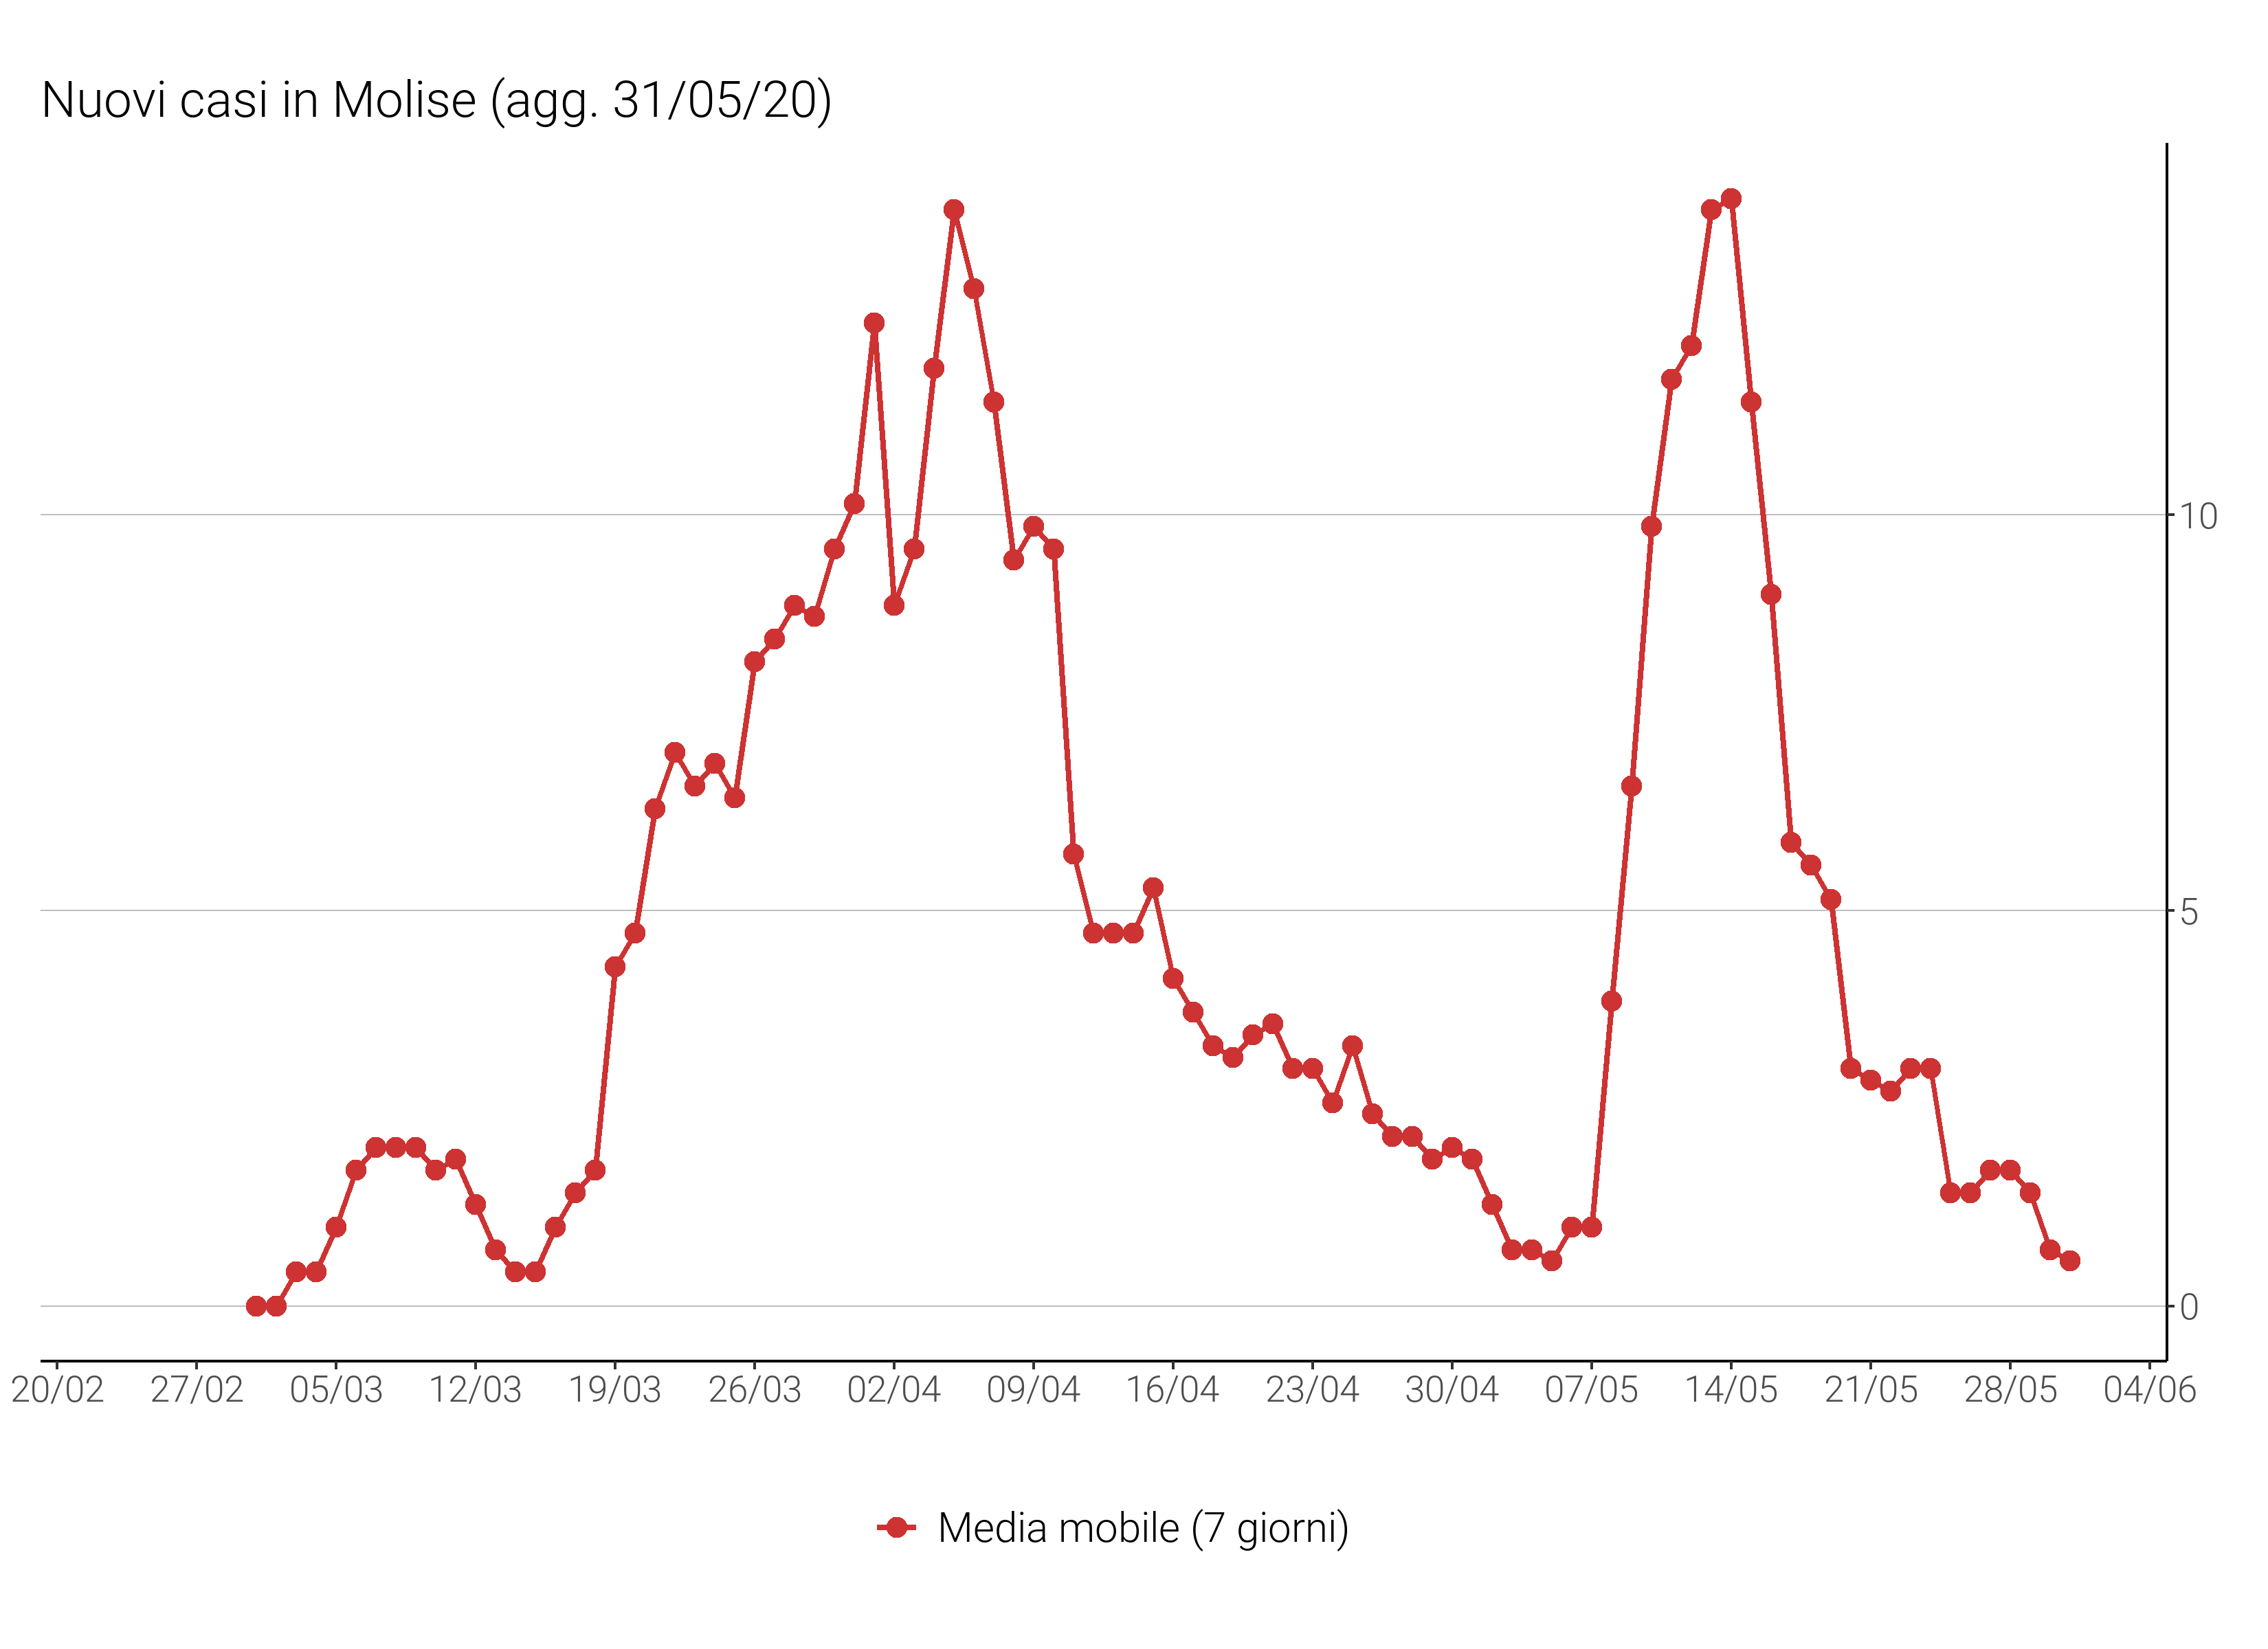 Nuovi casi in Molise (agg. 31/05/20)
10
5
0
20/02 27/02 05/03 12/03 19/03 26/03 02/04 09/04 16/04 23/04 30/04 07/05 14/05 21/05 28/05 04/06
Media mobile (7 giorni)